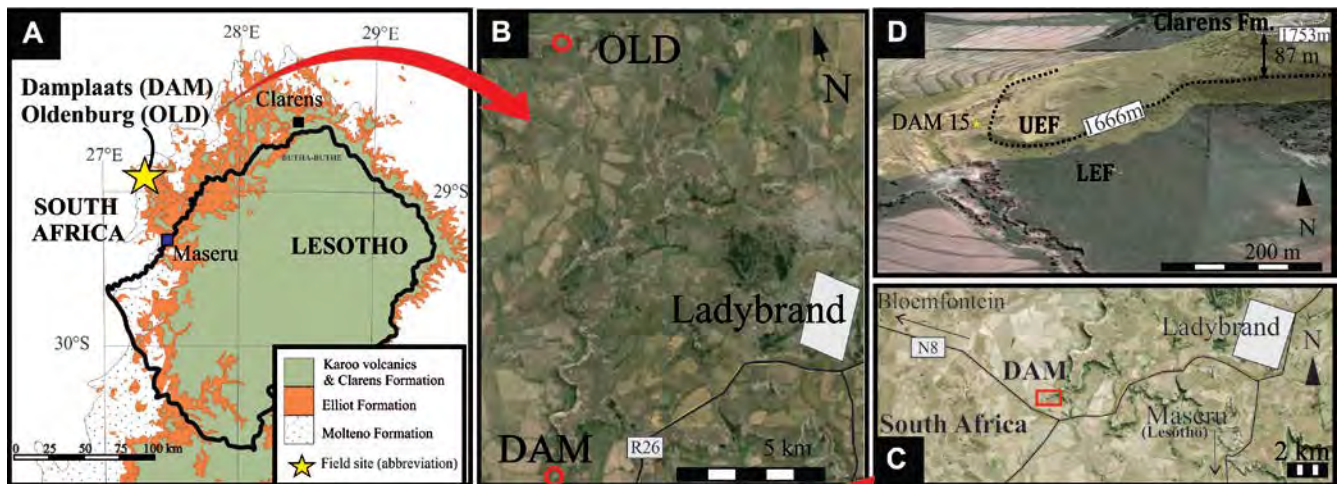 A
28°E
29°E
Damplaats (DAM)
Oldenburg (OLD)
Clarens
BUTHA-BUTHE
27°E
29°S
SOUTH
AFRICA
LESOTHO
Maseru
30°S
Karoo volcanics
& Clarens Formation
Elliot Formation
Molteno Formation
Field site (abbreviation)
0 25 50 75 100 km
B
OLD
N
Ladybrand
R26
5 km
DAM
D
Clarens Fm.
1753m
87 m
DAM 15
UEF
1666m
LEF
N
200 m
Bloemfontein
N8
Ladybrand
N
DAM
South Africa
Maseru
(Lesotho)
C
2 km